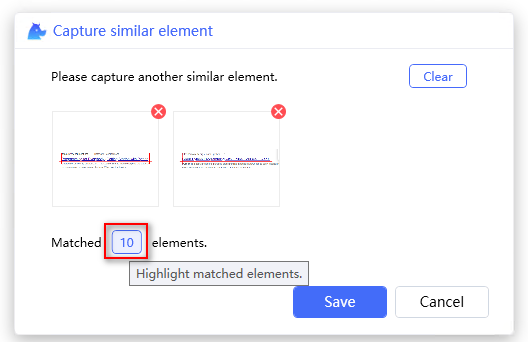 Capture similar element
Please capture another similar element.
Clear
Matched 10 elements.
Highlight matched elements.
Save
Cancel